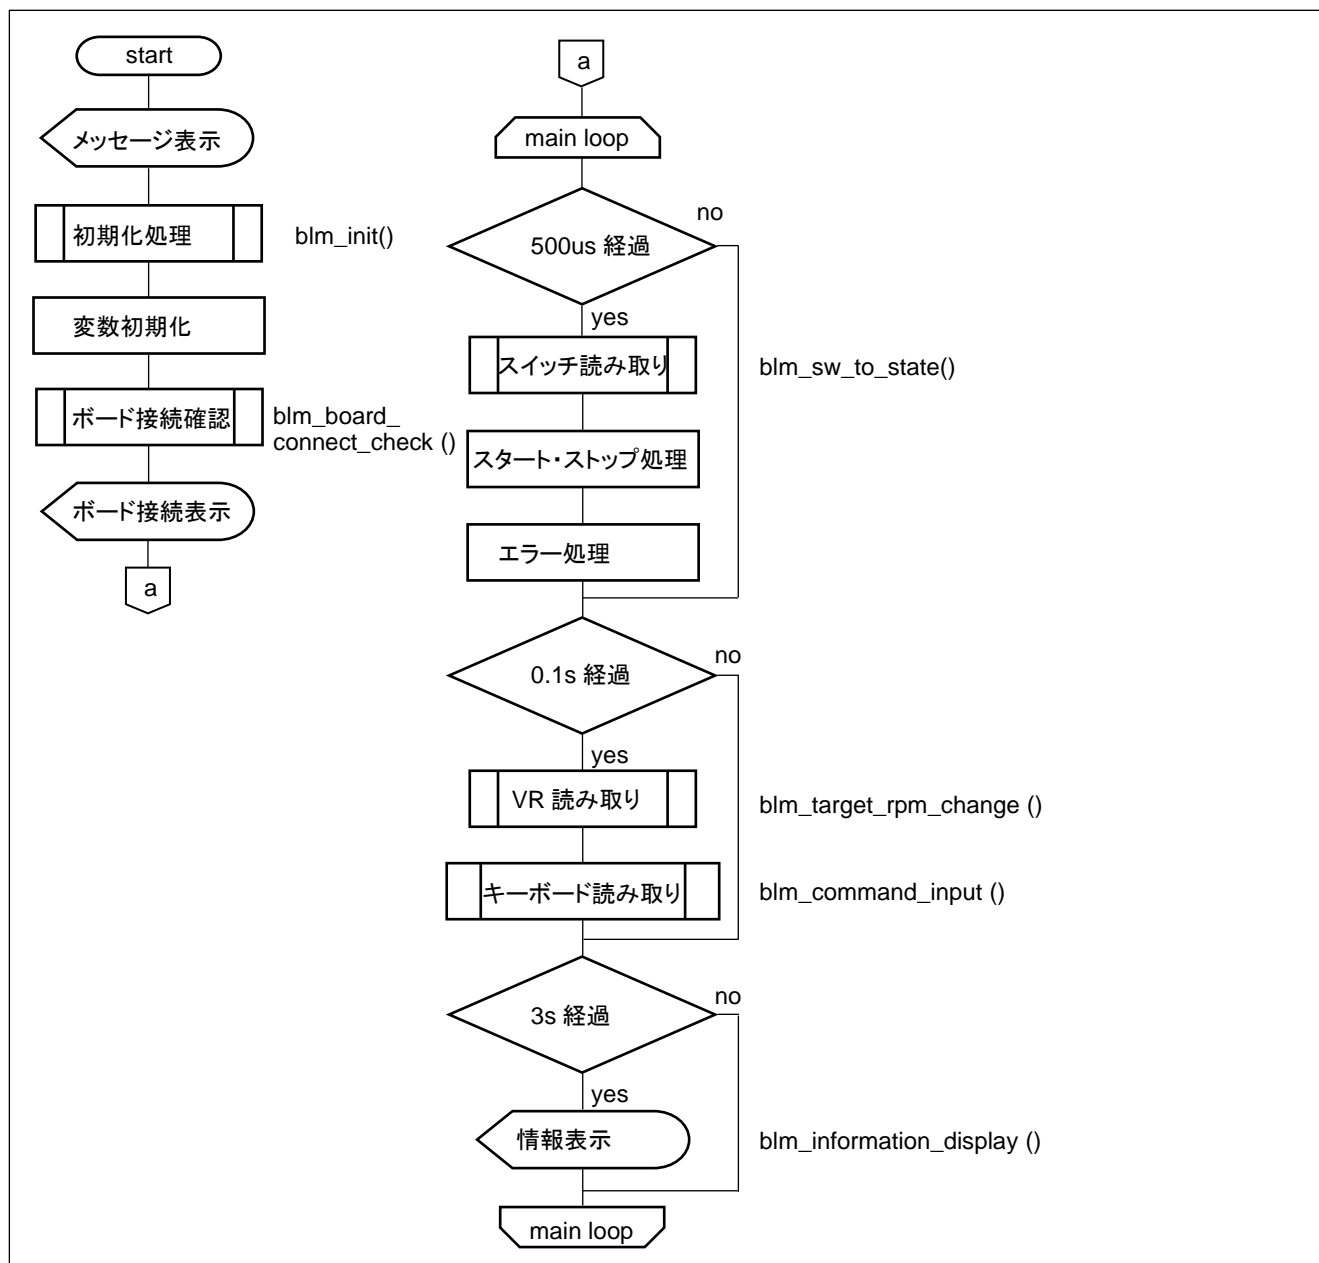 start
メッセージ表示
初期化処理
blm_init()
変数初期化
ボード接続確認
blm_board_
connect_check ()
ボード接続表示
a
a
main loop
500us 経過
no
yes
スイッチ読み取り
blm_sw_to_state()
スタート・ストップ処理
エラー処理
0.1s 経過
no
yes
VR 読み取り
blm_target_rpm_change ()
キーボード読み取り
blm_command_input ()
3s 経過
no
yes
情報表示
blm_information_display ()
main loop